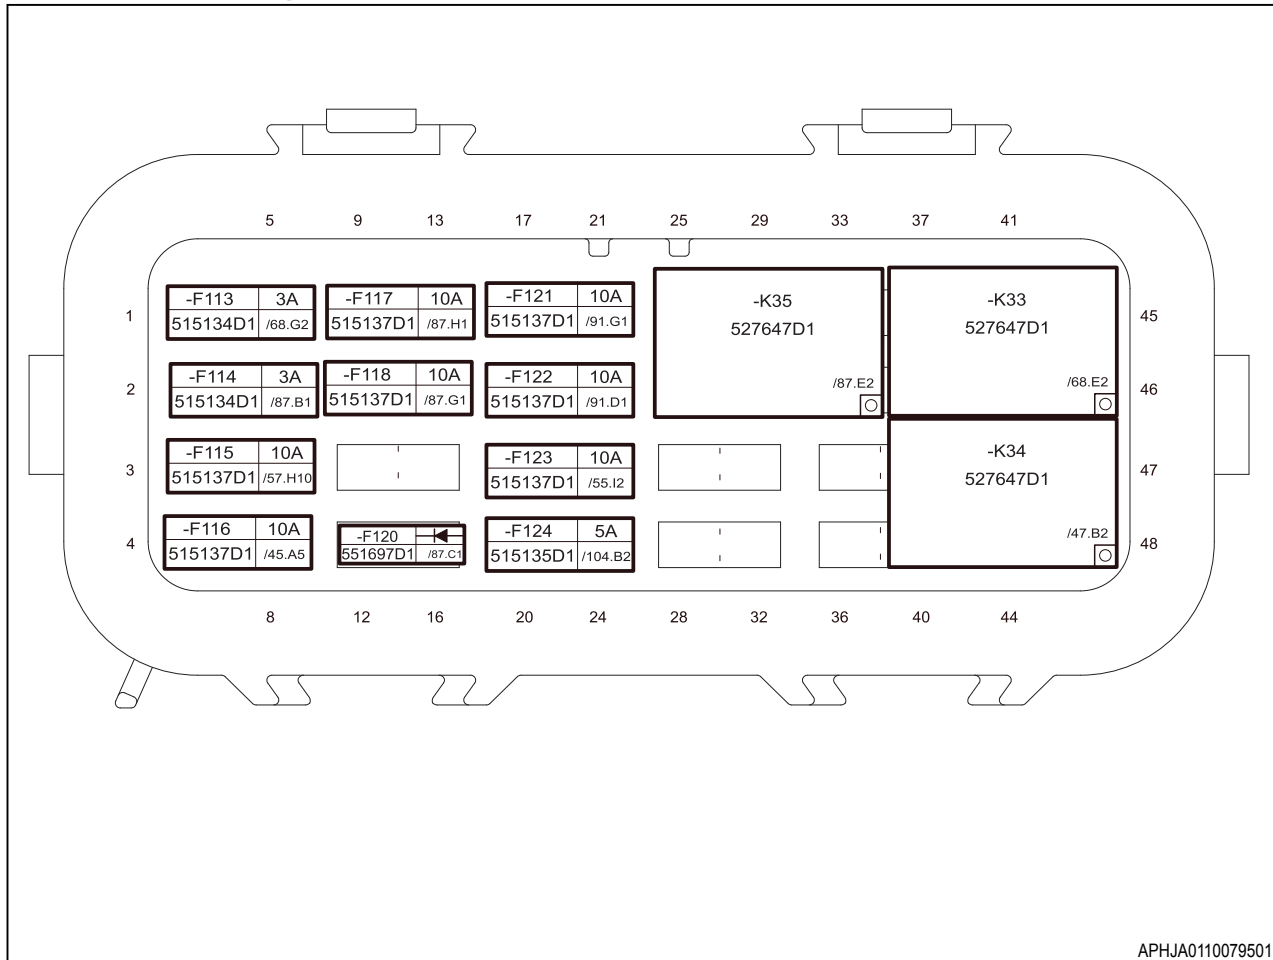 5 9 13 17 21 25 29 33 37 41
1 -F113 3A -F117 10A -F121 10A -K35 -K33 45
515134D1 /68.G2 515137D1 /87.H1 515137D1 /91.G1 527647D1 527647D1
2 -F114 3A -F118 10A -F122 10A /87.E2 /68.E2 46
515134D1 /87.B1 515137D1 /87.G1 515137D1 /91.D1
3 -F115 10A -F123 10A -K34 47
515137D1 /57.H10 515137D1 /55.I2 527647D1
4 -F116 10A -F120 -F124 5A /47.B2 48
515137D1 /45.A5 551697D1 /87.C1 515135D1 /104.B2
8 12 16 20 24 28 32 36 40 44
APHJA0110079501